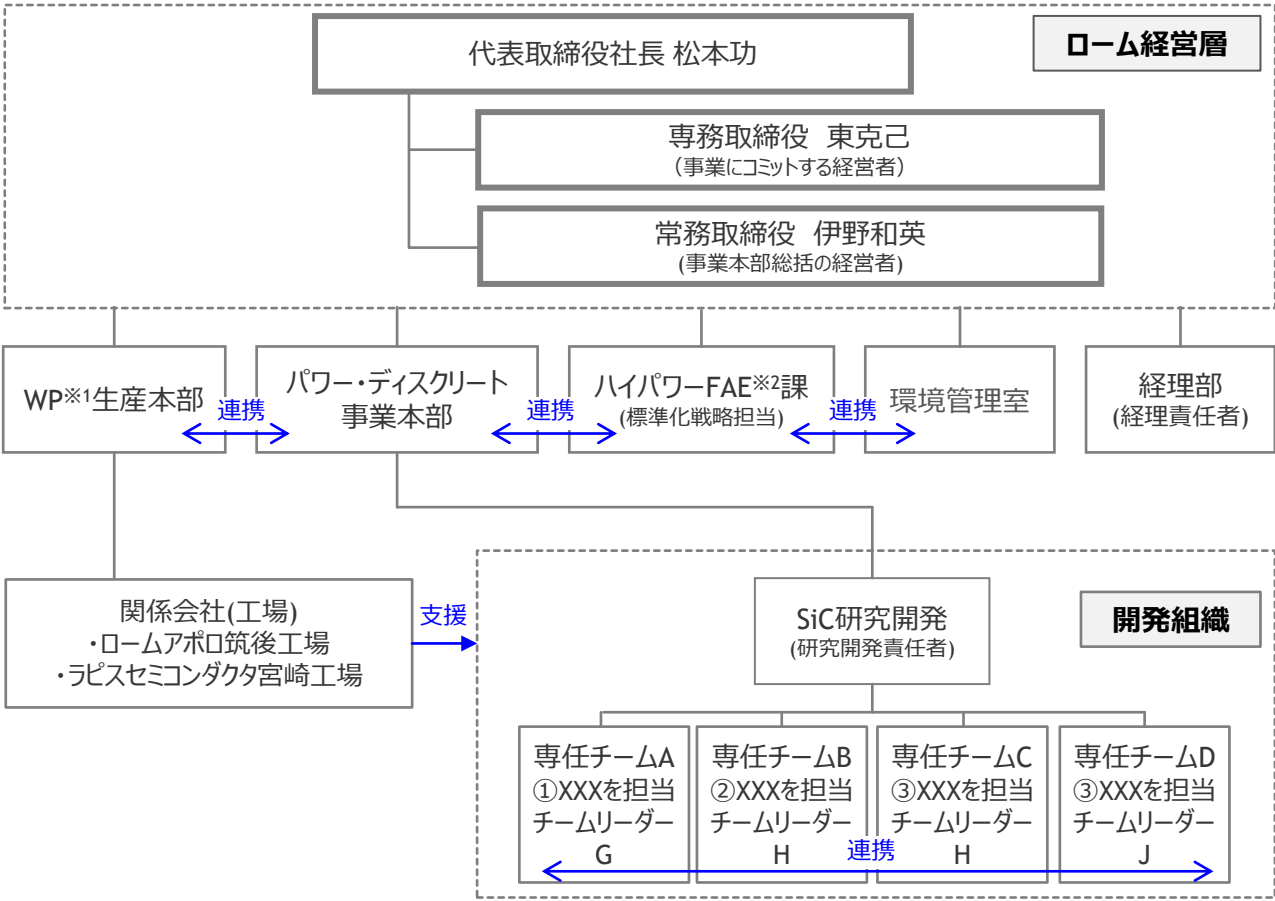 ローム経営層
代表取締役社長 松本功
専務取締役 東克己
（事業にコミットする経営者）
常務取締役 伊野和英
(事業本部総括の経営者)
WP※1生産本部
連携
パワー・ディスクリート
事業本部
連携
ハイパワーFAE※2課
(標準化戦略担当)
連携
環境管理室
経理部
(経理責任者)
関係会社(工場)
・ロームアポロ筑後工場
・ラピスセミコンダクタ宮崎工場
支援
開発組織
SiC研究開発
(研究開発責任者)
専任チームA
①XXXを担当
チームリーダー
G
専任チームB
②XXXを担当
チームリーダー
H
専任チームC
③XXXを担当
チームリーダー
H
専任チームD
③XXXを担当
チームリーダー
J
連携